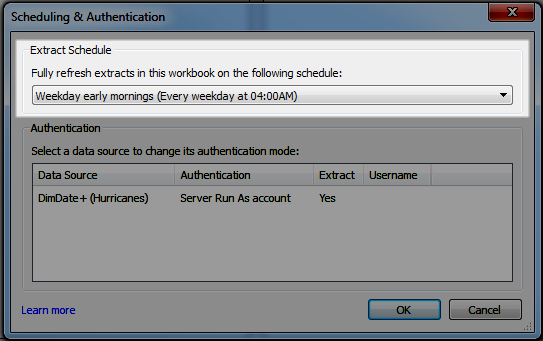 Scheduling & Authentication
Extract Schedule
Fully refresh extracts in this workbook on the following schedule:
Weekday early mornings (Every weekday at 04:00AM)
Authentication
Select a data source to change its authentication mode:
Data Source Authentication Extract Username
DimDate+ (Hurricanes) Server Run As account Yes
Learn more OK Cancel